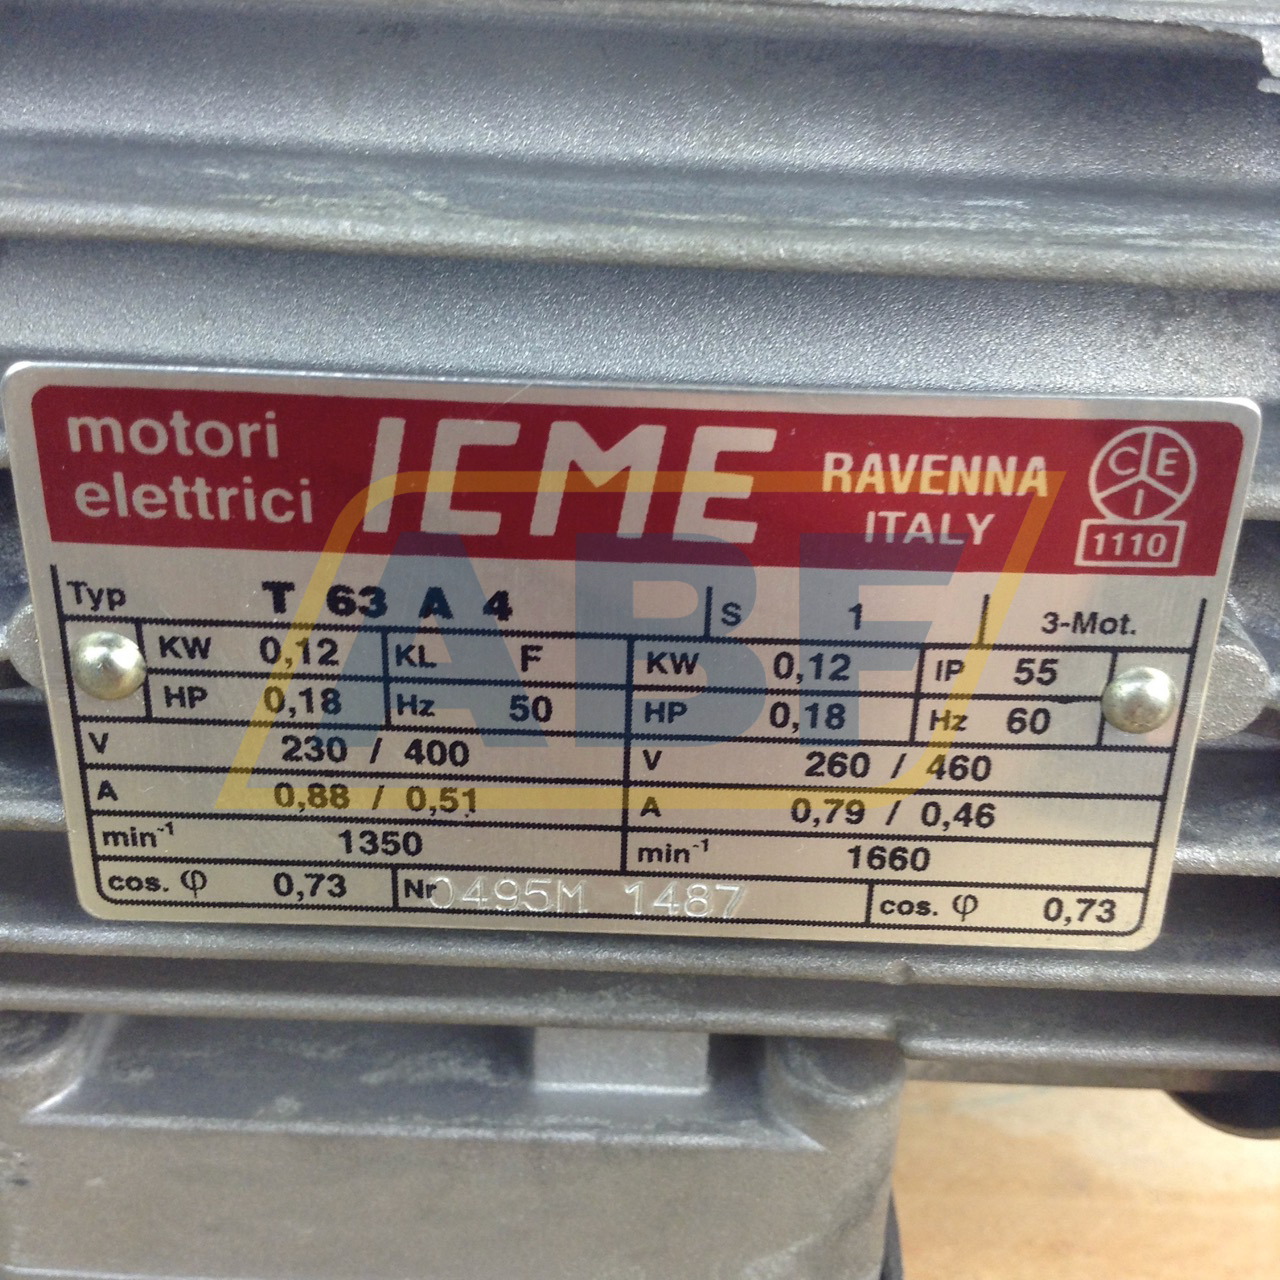 motori
elettrici
ICME
RAVENNA
ITALY
CEI
1110
Typ T 63 A 4 S 1 3-Mot.
KW 0,12 KL F KW 0,12 IP 55
HP 0,18 Hz 50 HP 0,18 Hz 60
V 230 / 400 V 260 / 460
A 0,88 / 0,51 A 0,79 / 0,46
min-1 1350 min-1 1660
cos. φ 0,73 Nr 0495M 1487 cos. φ 0,73
ABF